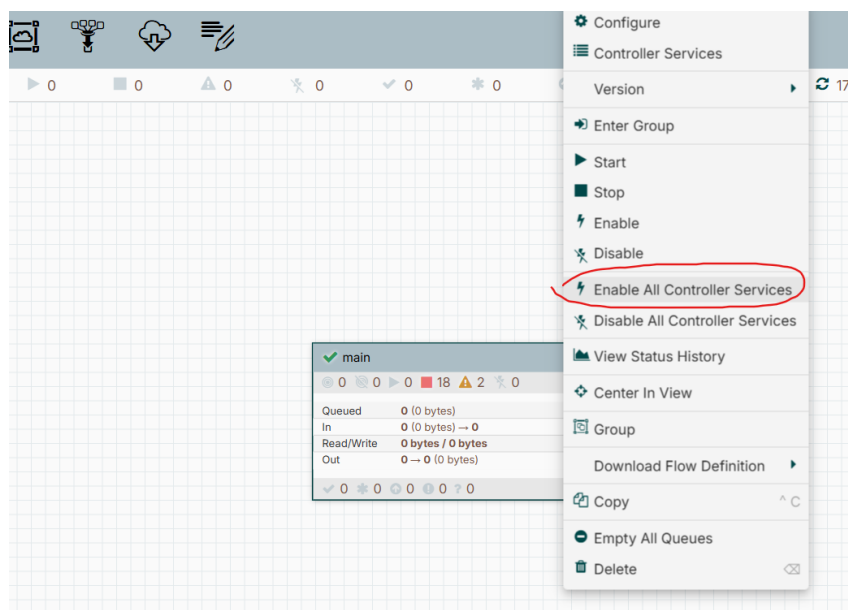 Configure
Controller Services
0 0 0 0 0 0 17
Version
Enter Group
Start
Stop
Enable
Disable
Enable All Controller Services
Disable All Controller Services
main
View Status History
0 0 0 18 2 0
Center In View
Queued 0 (0 bytes)
In 0 (0 bytes) → 0
Group
Read/Write 0 bytes / 0 bytes
Out 0 → 0 (0 bytes)
Download Flow Definition
0 0 0 0 ? 0
Copy ^ C
Empty All Queues
Delete ⌫